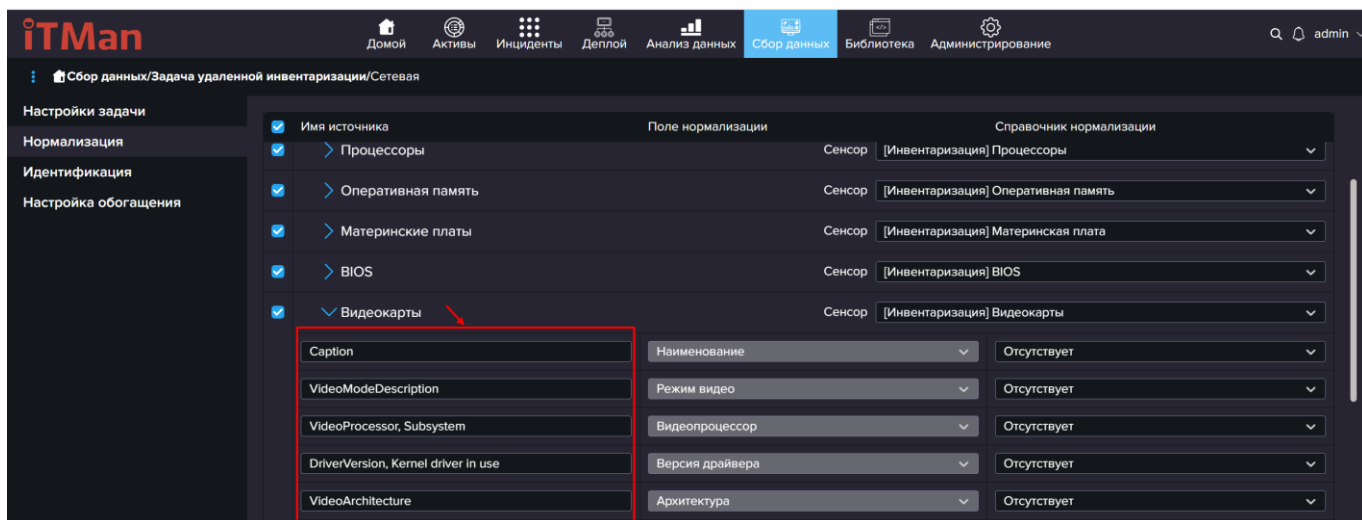 iTMan
Домой Активы Инциденты Деплой Анализ данных Сбор данных Библиотека Администрирование admin
Сбор данных/Задача удаленной инвентаризации/Сетевая
Настройки задачи
Нормализация
Идентификация
Настройка обогащения
Имя источника Поле нормализации Справочник нормализации
Процессоры Сенсор [Инвентаризация] Процессоры
Оперативная память Сенсор [Инвентаризация] Оперативная память
Материнские платы Сенсор [Инвентаризация] Материнская плата
BIOS Сенсор [Инвентаризация] BIOS
Видеокарты Сенсор [Инвентаризация] Видеокарты
Caption Наименование Отсутствует
VideoModeDescription Режим видео Отсутствует
VideoProcessor, Subsystem Видеопроцессор Отсутствует
DriverVersion, Kernel driver in use Версия драйвера Отсутствует
VideoArchitecture Архитектура Отсутствует